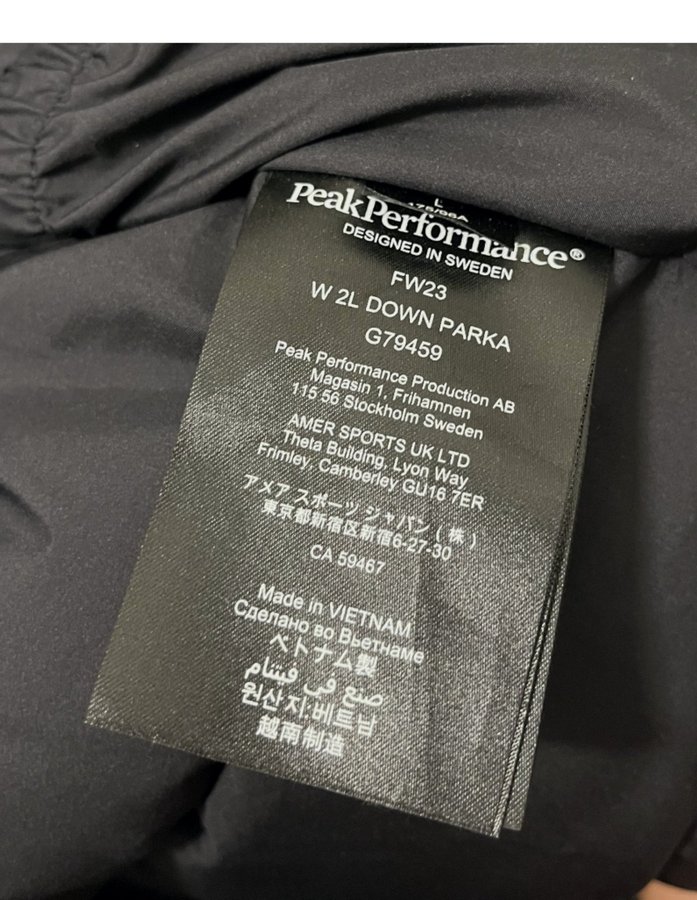 L
175/96A
PeakPerformance®
DESIGNED IN SWEDEN
FW23
W 2L DOWN PARKA
G79459
Peak Performance Production AB
Magasin 1, Frihamnen
115 56 Stockholm Sweden
AMER SPORTS UK LTD
Theta Building, Lyon Way
Frimley, Camberley GU16 7ER
アメア スポーツ ジャパン (株)
東京都新宿区新宿6-27-30
CA 59467
Made in VIETNAM
Сделано во Вьетнаме
ベトナム製
صنع في فيتنام
원산지:베트남
越南制造